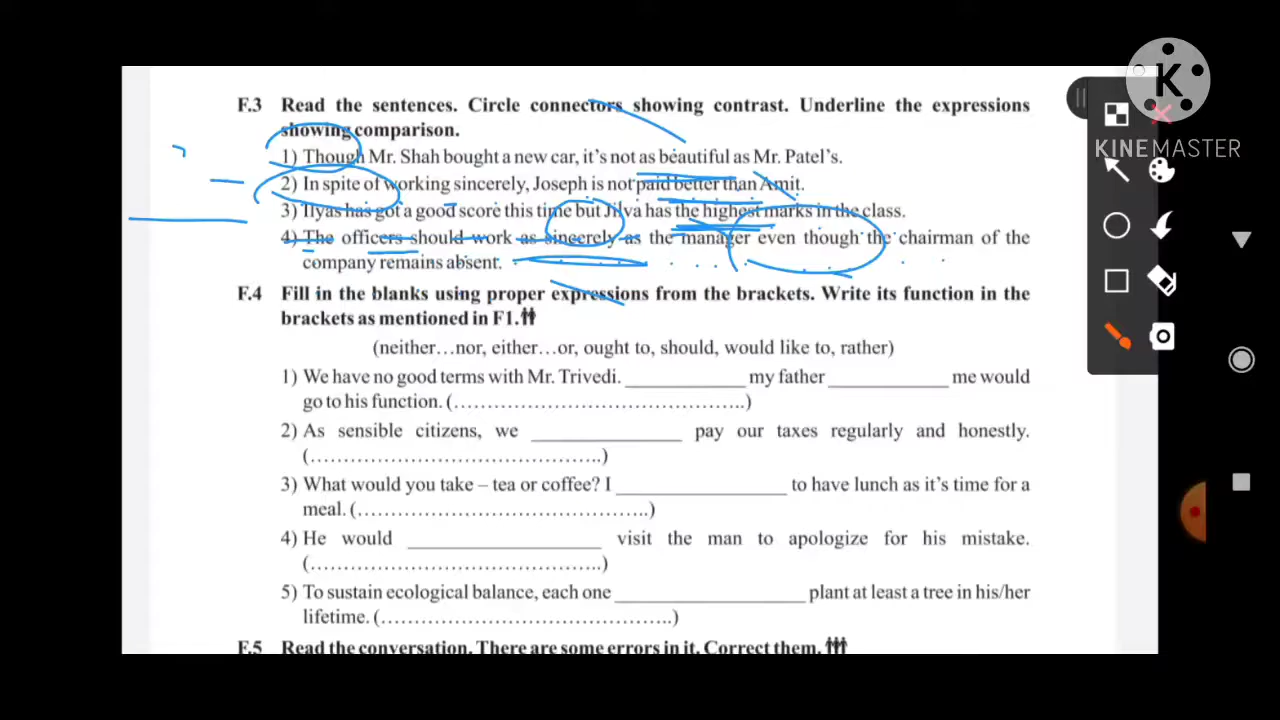 KINEMASTER
F.3 Read the sentences. Circle connectors showing contrast. Underline the expressions
showing comparison.
1) Though Mr. Shah bought a new car, it's not as beautiful as Mr. Patel's.
2) In spite of working sincerely, Joseph is not paid better than Amit.
3) Ilyas has got a good score this time but Jilva has the highest marks in the class.
4) The officers should work as sincerely as the manager even though the chairman of the
company remains absent.
F.4 Fill in the blanks using proper expressions from the brackets. Write its function in the
brackets as mentioned in F1.
(neither…nor, either…or, ought to, should, would like to, rather)
1) We have no good terms with Mr. Trivedi. ____________ my father ____________ me would
go to his function. (…………………………………….)
2) As sensible citizens, we _______________ pay our taxes regularly and honestly.
(…………………………………….)
3) What would you take – tea or coffee? I _________________ to have lunch as it's time for a
meal. (…………………………………….)
4) He would ___________________ visit the man to apologize for his mistake.
(…………………………………….)
5) To sustain ecological balance, each one ___________________ plant at least a tree in his/her
lifetime. (…………………………………….)
F.5 Read the conversation. There are some errors in it. Correct them.